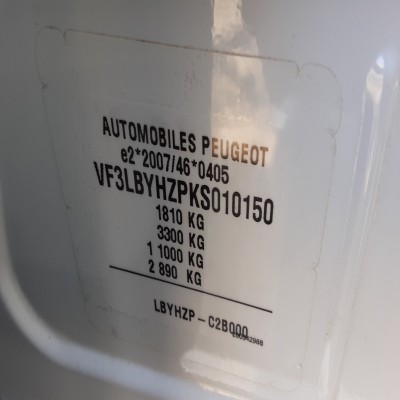 AUTOMOBILES PEUGEOT
e2*2007/46*0405
VF3LBYHZPKS010150
1810 KG
3300 KG
1 1000 KG
2 890 KG
LBYHZP - C2B000